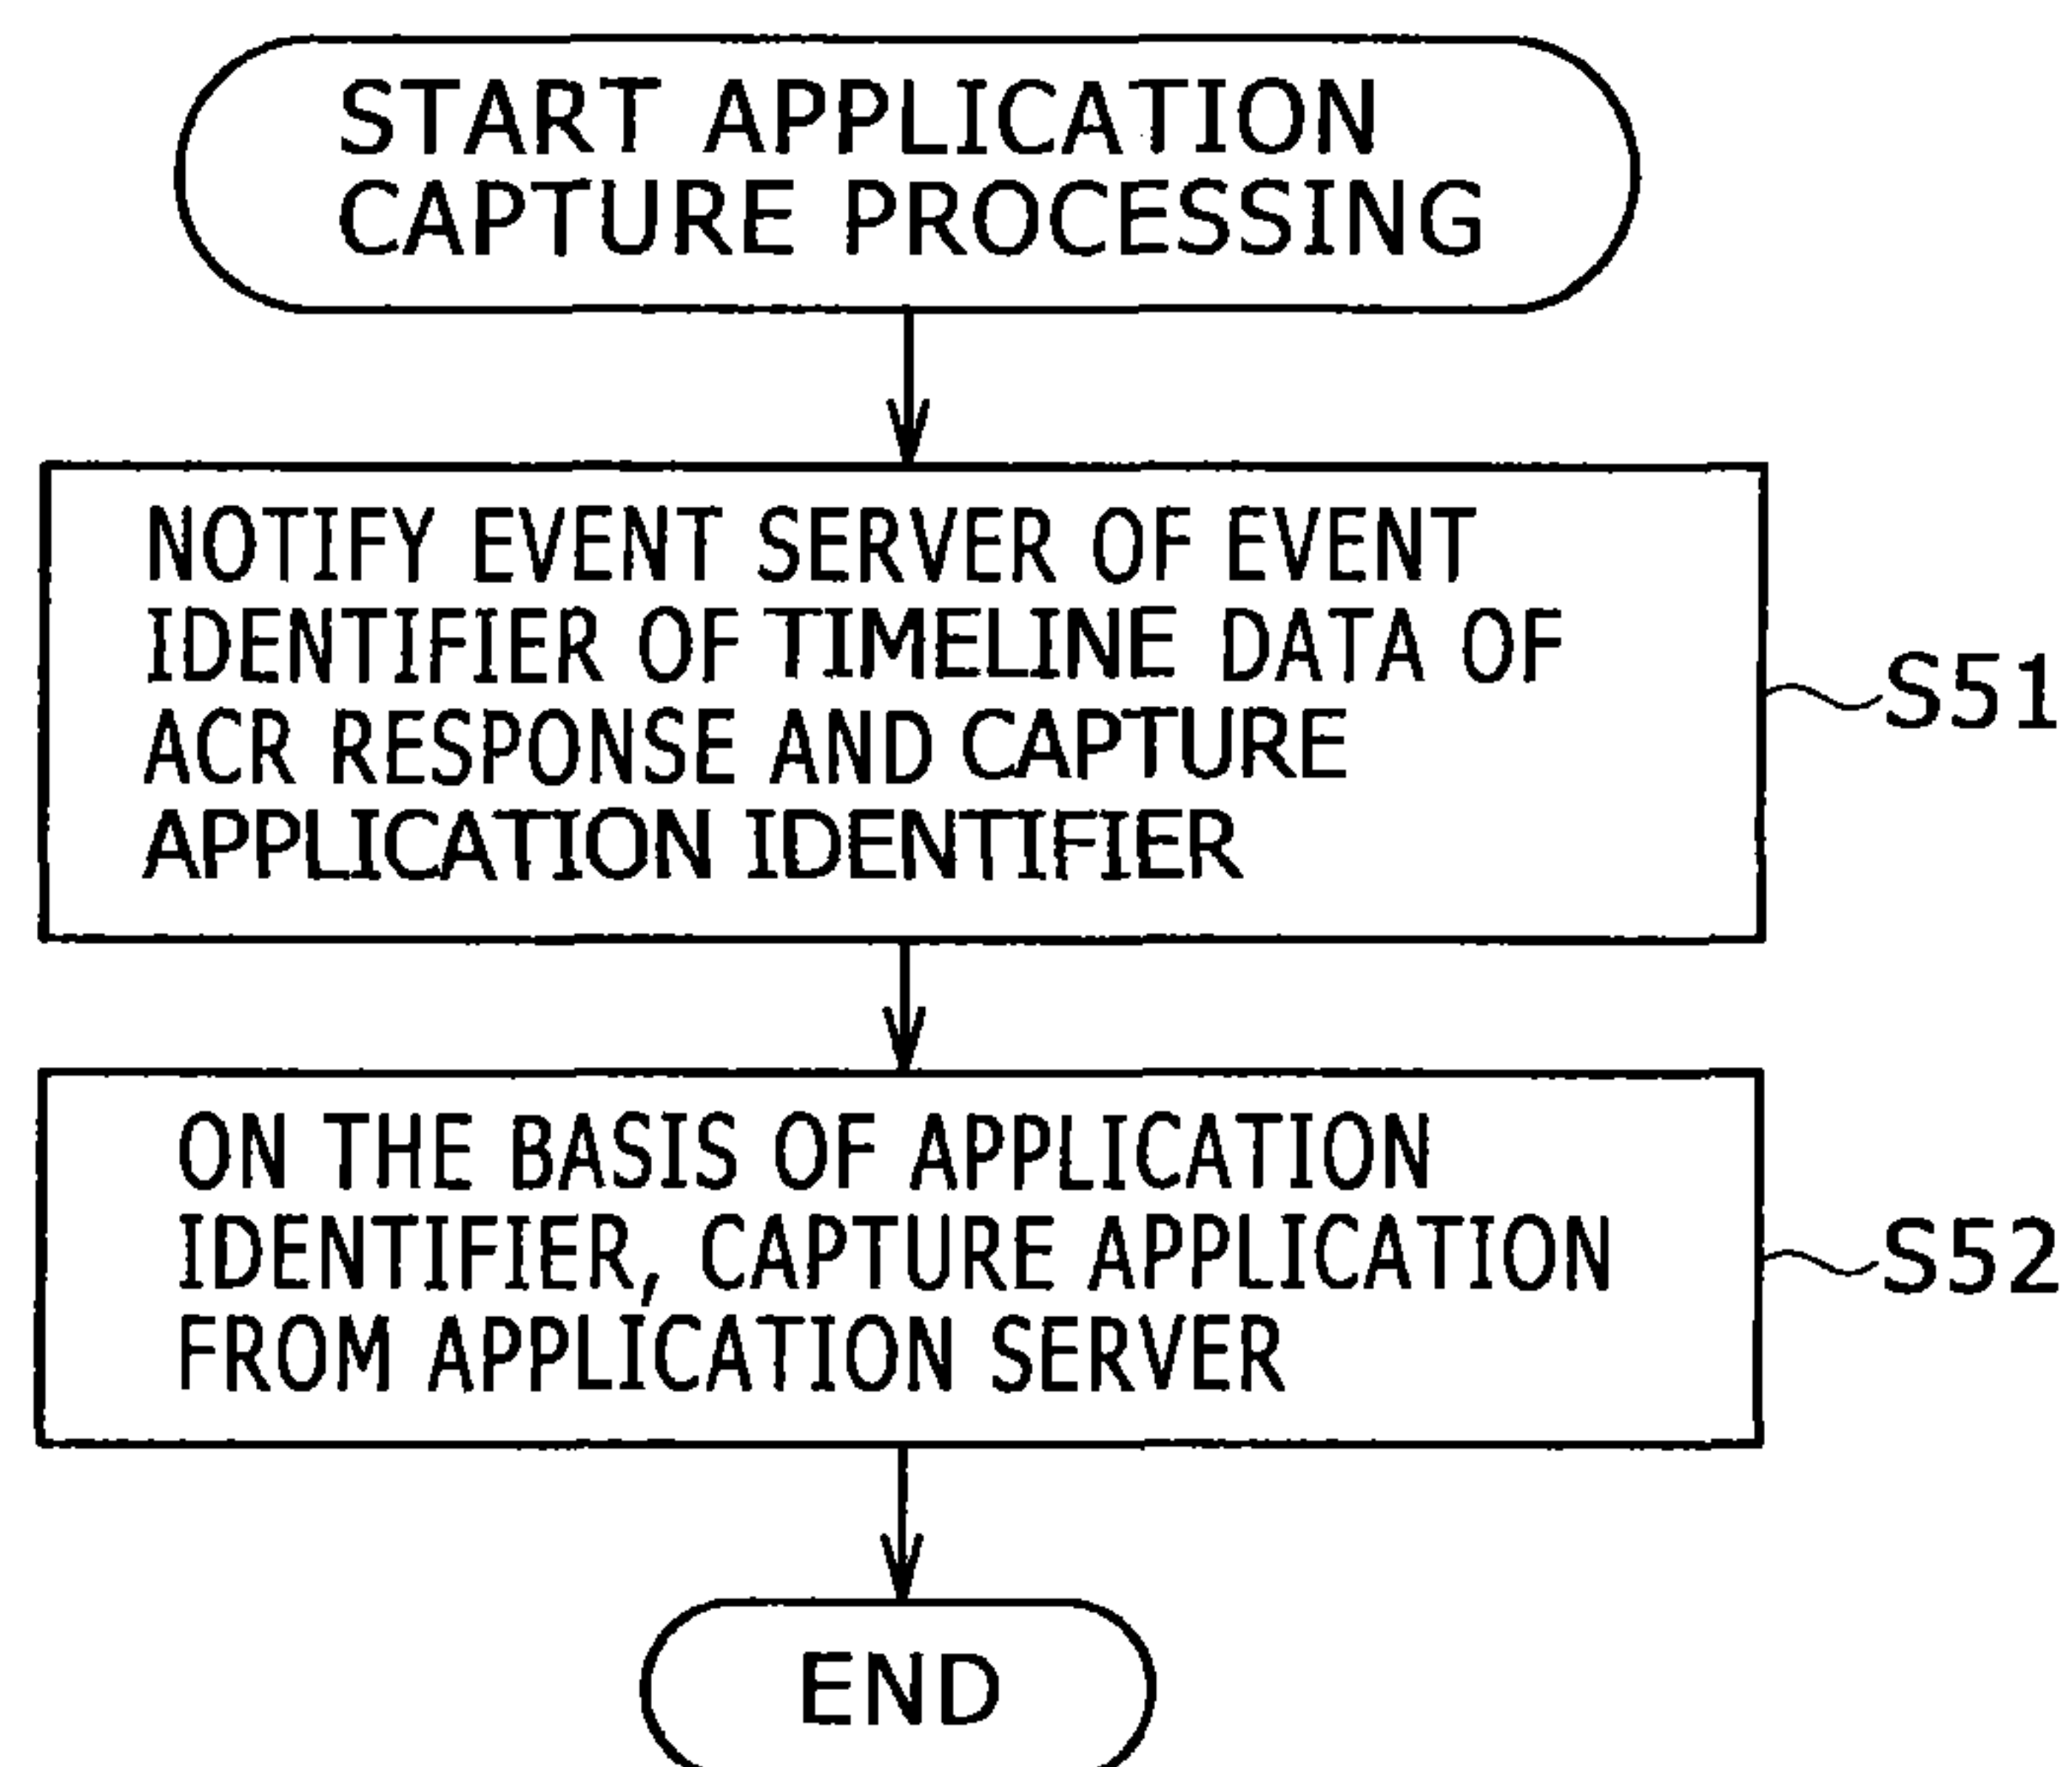 START APPLICATION
CAPTURE PROCESSING
NOTIFY EVENT SERVER OF EVENT
IDENTIFIER OF TIMELINE DATA OF
ACR RESPONSE AND CAPTURE
APPLICATION IDENTIFIER
S51
ON THE BASIS OF APPLICATION
IDENTIFIER, CAPTURE APPLICATION
FROM APPLICATION SERVER
S52
END